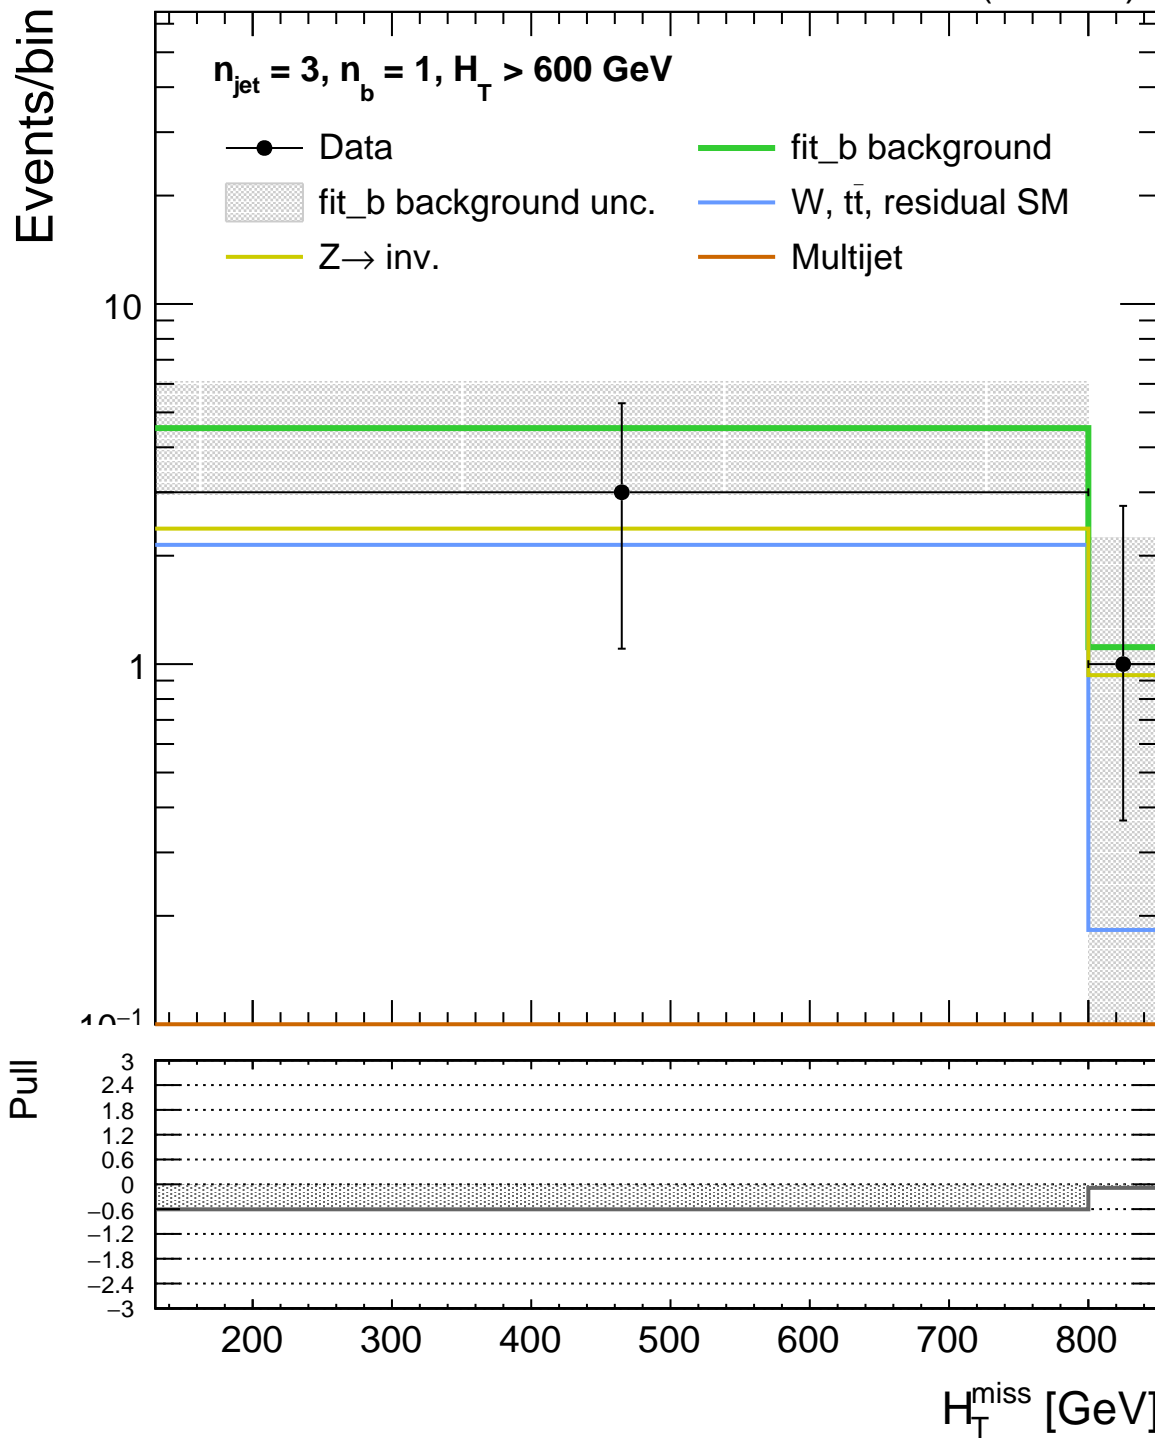 Events/bin
n_jet = 3, n_b = 1, H_T > 600 GeV
Data
fit_b background
fit_b background unc.
W, tt̄, residual SM
Z→ inv.
Multijet
10
1
10⁻¹
Pull
3
2.4
1.8
1.2
0.6
0
−0.6
−1.2
−1.8
−2.4
−3
200 300 400 500 600 700 800
H_T^miss [GeV]